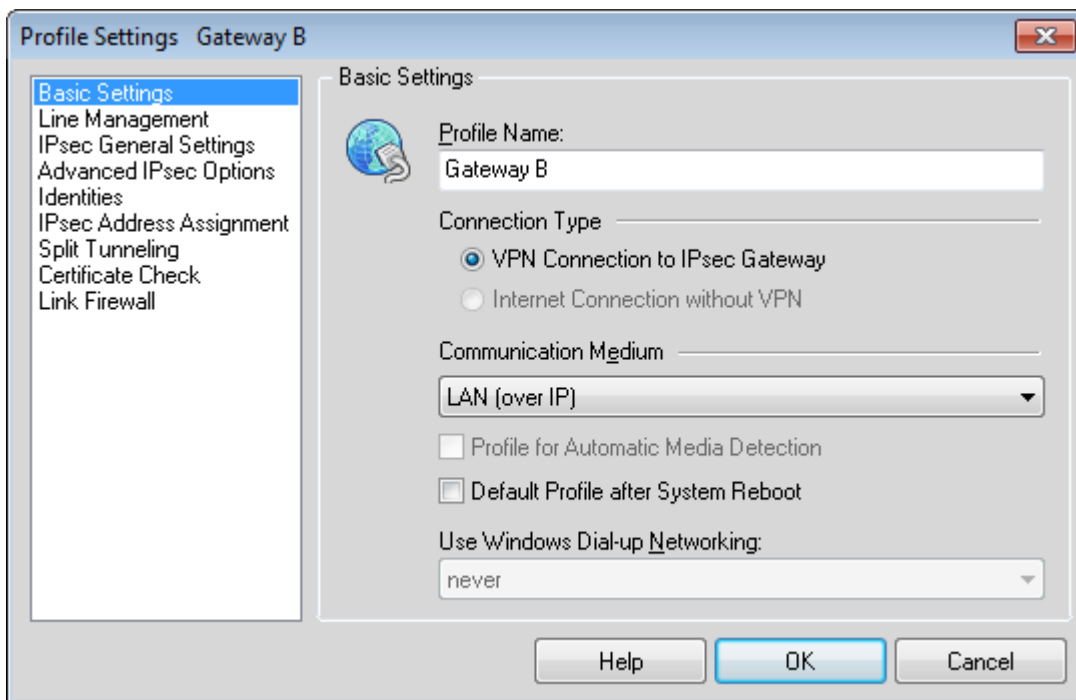 Profile Settings Gateway B
Basic Settings
Line Management
IPsec General Settings
Advanced IPsec Options
Identities
IPsec Address Assignment
Split Tunneling
Certificate Check
Link Firewall
Basic Settings
Profile Name:
Gateway B
Connection Type
VPN Connection to IPsec Gateway
Internet Connection without VPN
Communication Medium
LAN (over IP)
Profile for Automatic Media Detection
Default Profile after System Reboot
Use Windows Dial-up Networking:
never
Help OK Cancel